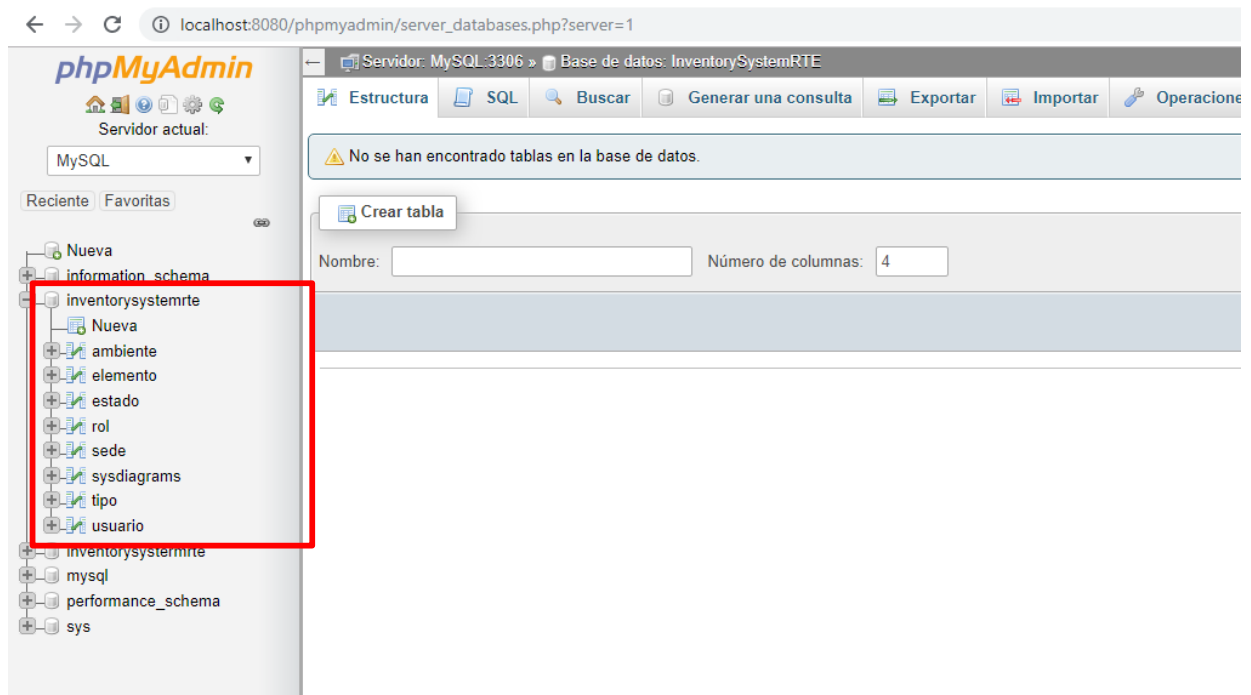 localhost:8080/phpmyadmin/server_databases.php?server=1
phpMyAdmin
Servidor actual:
MySQL
Reciente Favoritas
Nueva
information_schema
inventorysystemrte
Nueva
ambiente
elemento
estado
rol
sede
sysdiagrams
tipo
usuario
inventorysystermrte
mysql
performance_schema
sys
Servidor: MySQL:3306 » Base de datos: InventorySystemRTE
Estructura SQL Buscar Generar una consulta Exportar Importar Operacione
No se han encontrado tablas en la base de datos.
Crear tabla
Nombre: Número de columnas: 4